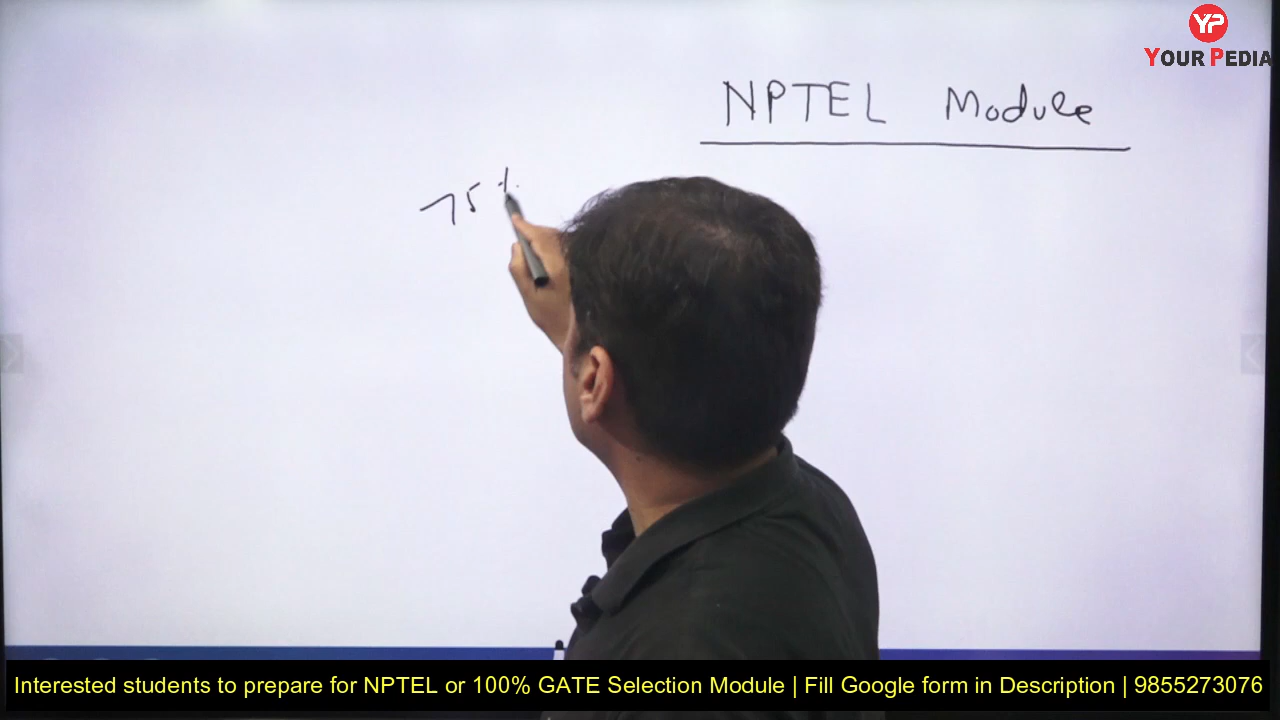 YP
YOUR PEDIA
NPTEL Module
75%
Interested students to prepare for NPTEL or 100% GATE Selection Module | Fill Google form in Description | 9855273076